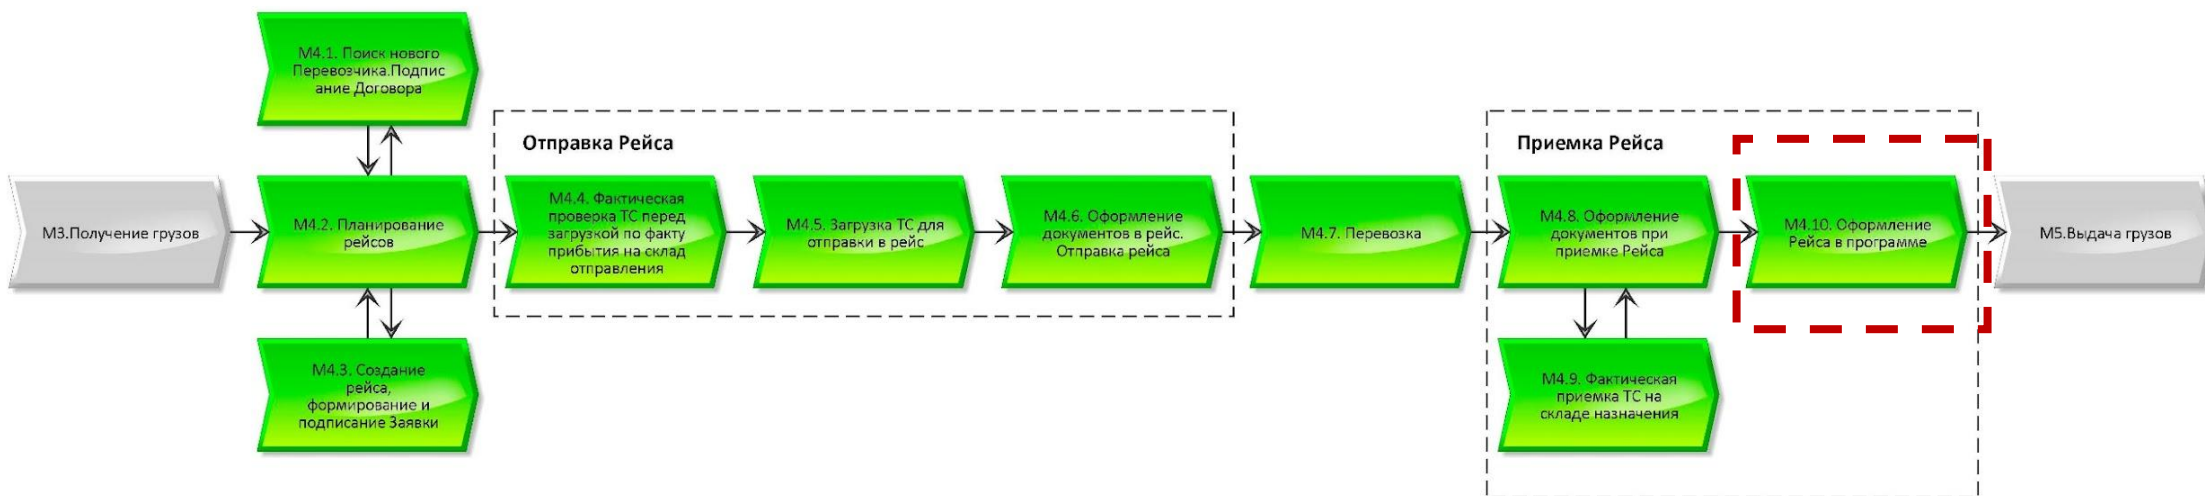 М4.1. Поиск нового
Перевозчика.Подпис
ание Договора
Отправка Рейса
Приемка Рейса
М3.Получение грузов
М4.2. Планирование
рейсов
М4.4. Фактическая
проверка ТС перед
загрузкой по факту
прибытия на склад
отправления
М4.5. Загрузка ТС для
отправки в рейс
М4.6. Оформление
документов в рейс.
Отправка рейса
М4.7. Перевозка
М4.8. Оформление
документов при
приемке Рейса
М4.10. Оформление
Рейса в программе
М5.Выдача грузов
М4.3. Создание
рейса,
формирование и
подписание Заявки
М4.9. Фактическая
приемка ТС на
складе назначения